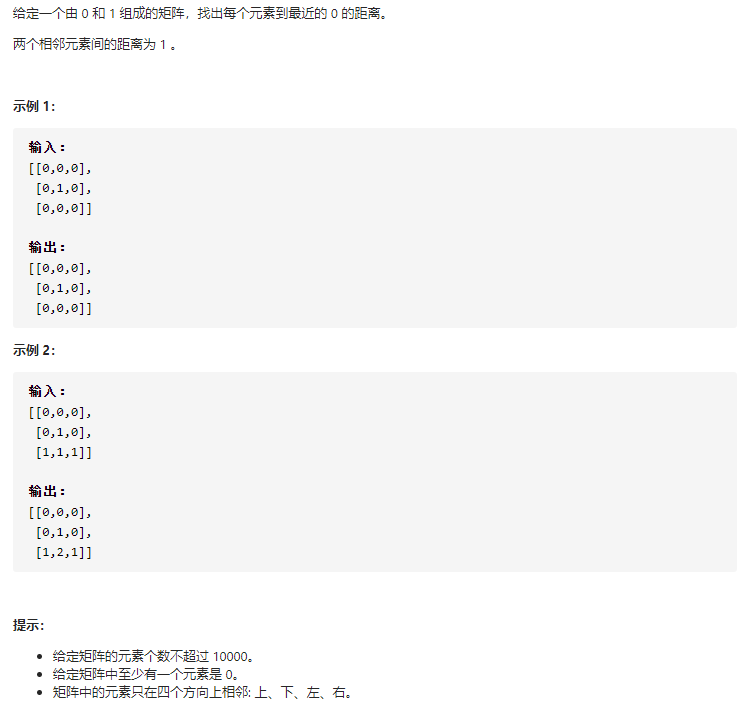 给定一个由 0 和 1 组成的矩阵，找出每个元素到最近的 0 的距离。
两个相邻元素间的距离为 1 。
示例 1:
输入：
[[0,0,0],
 [0,1,0],
 [0,0,0]]
输出：
[[0,0,0],
 [0,1,0],
 [0,0,0]]
示例 2:
输入：
[[0,0,0],
 [0,1,0],
 [1,1,1]]
输出：
[[0,0,0],
 [0,1,0],
 [1,2,1]]
提示:
• 给定矩阵的元素个数不超过 10000。
• 给定矩阵中至少有一个元素是 0。
• 矩阵中的元素只在四个方向上相邻: 上、下、左、右。